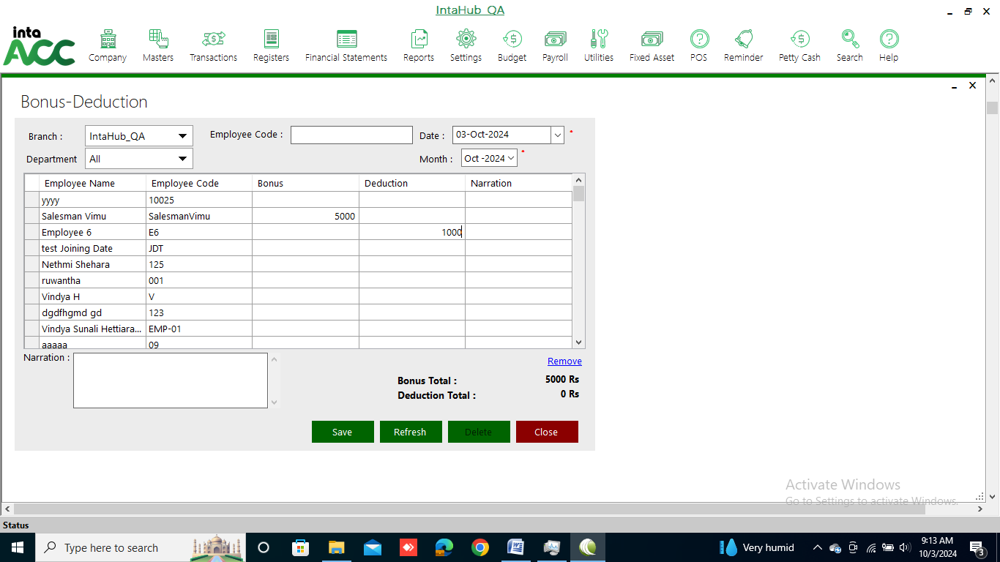 IntaHub_QA
inta
ACC
Company Masters Transactions Registers Financial Statements Reports Settings Budget Payroll Utilities Fixed Asset POS Reminder Petty Cash Search Help
Bonus-Deduction
Branch : IntaHub_QA Employee Code : Date : 03-Oct-2024 *
Department All Month : Oct -2024 *
Employee Name Employee Code Bonus Deduction Narration
yyyy 10025
Salesman Vimu SalesmanVimu 5000
Employee 6 E6 1000
test Joining Date JDT
Nethmi Shehara 125
ruwantha 001
Vindya H V
dgdfhgmd gd 123
Vindya Sunali Hettiara... EMP-01
aaaaa 09
Narration : Remove
Bonus Total : 5000 Rs
Deduction Total : 0 Rs
Save Refresh Delete Close
Activate Windows
Go to Settings to activate Windows.
Status
Type here to search
Very humid
9:13 AM
10/3/2024
3